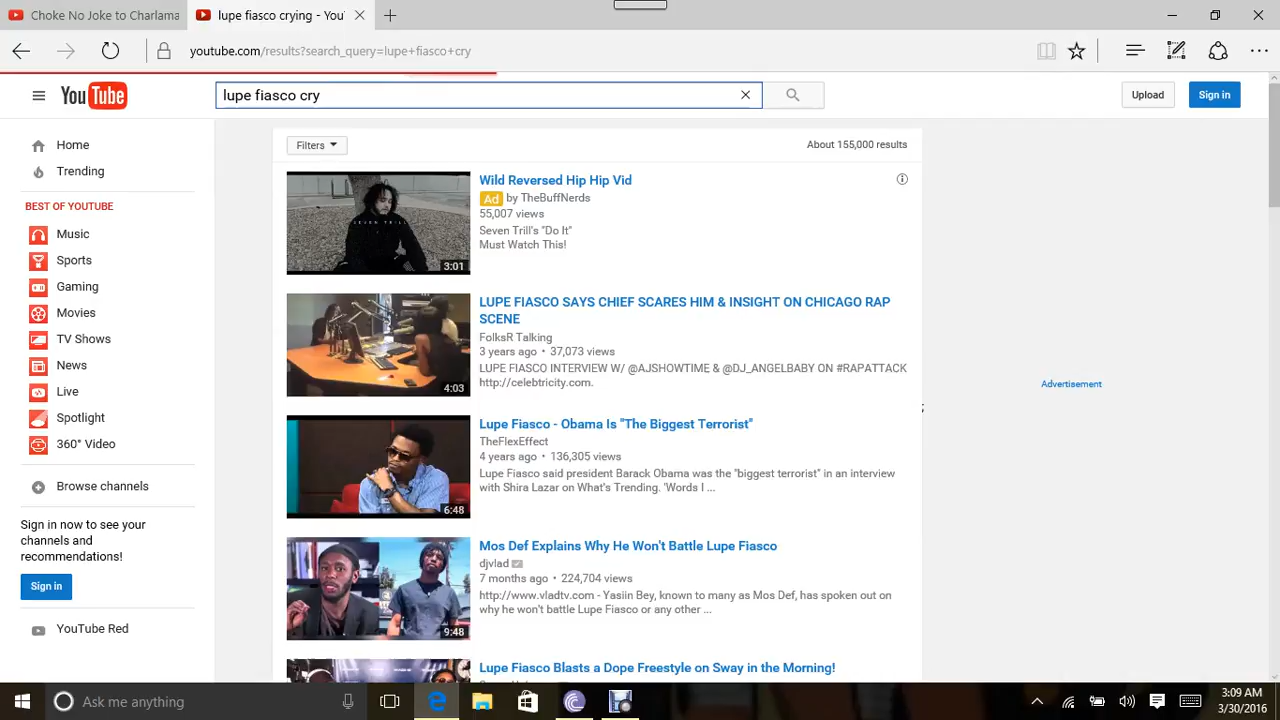 Trending - You
youtube.com/results?search_query=lupe+fiasco+cry
YouTube
lupe fiasco cry
Upload
Sign in
Home
Trending
BEST OF YOUTUBE
Music
Sports
Gaming
Movies
TV Shows
News
Live
Spotlight
360° Video
Browse channels
Sign in now to see your
channels and
recommendations!
Sign in
YouTube Red
Filters
About 155,000 results
Wild Reversed Hip Hip Vid
Ad by TheBuffNerds
55,007 views
Seven Trill's "Do It"
Must Watch This!
SEVEN TRILL
3:01
LUPE FIASCO SAYS CHIEF SCARES HIM & INSIGHT ON CHICAGO RAP
SCENE
FolksR Talking
3 years ago • 37,073 views
LUPE FIASCO INTERVIEW W/ @AJSHOWTIME & @DJ_ANGELBABY ON #RAPATTACK
http://celebtricity.com.
4:03
Lupe Fiasco - Obama Is "The Biggest Terrorist"
TheFlexEffect
4 years ago • 136,305 views
Lupe Fiasco said president Barack Obama was the "biggest terrorist" in an interview
with Shira Lazar on What's Trending. 'Words I ...
6:48
Mos Def Explains Why He Won't Battle Lupe Fiasco
djvlad
7 months ago • 224,704 views
http://www.vladtv.com - Yasiin Bey, known to many as Mos Def, has spoken out on
why he won't battle Lupe Fiasco or any other ...
9:48
Lupe Fiasco Blasts a Dope Freestyle on Sway in the Morning!
Advertisement
;
Ask me anything
3:09 AM
3/30/2016